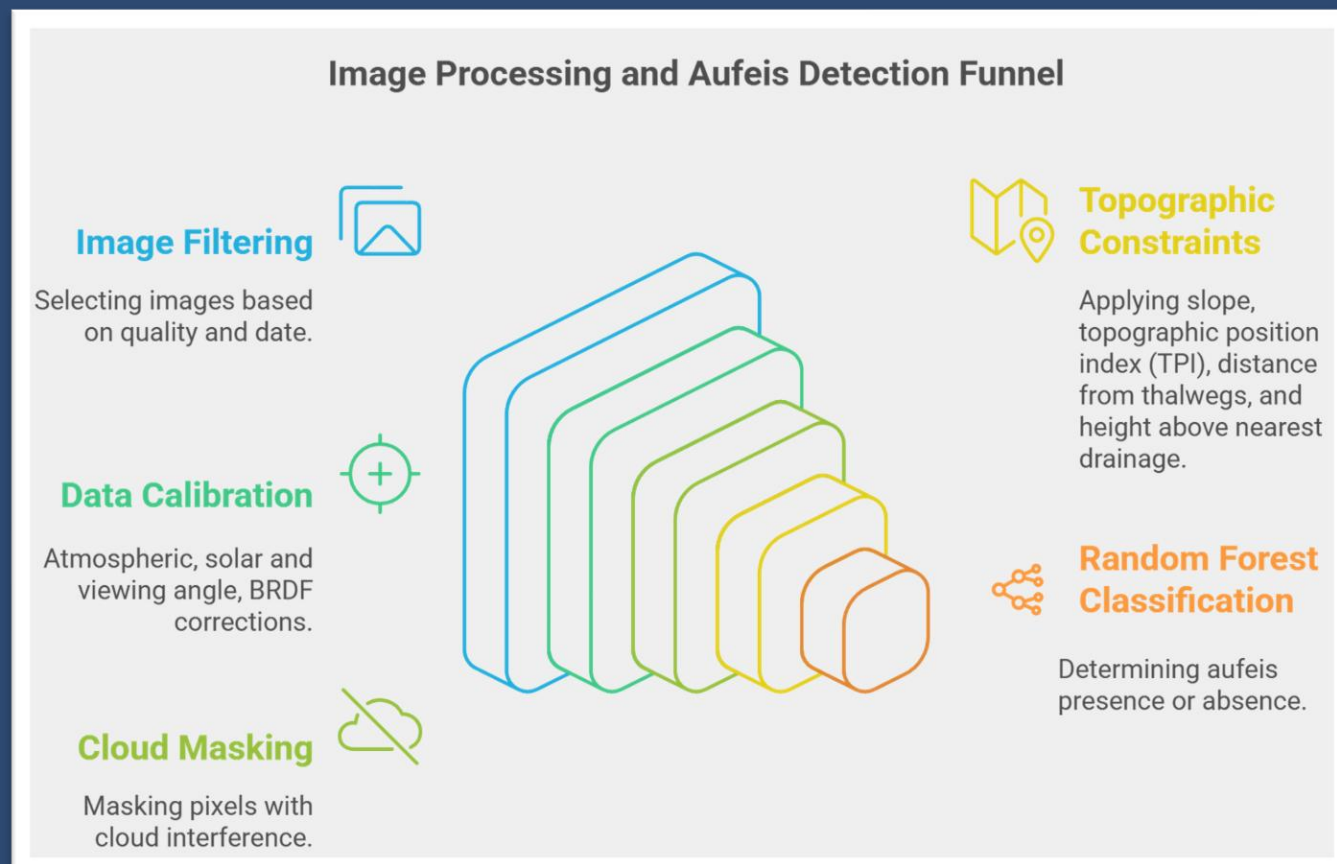 Image Processing and Aufeis Detection Funnel
Image Filtering
Selecting images based
on quality and date.
Data Calibration
Atmospheric, solar and
viewing angle, BRDF
corrections.
Cloud Masking
Masking pixels with
cloud interference.
Topographic
Constraints
Applying slope,
topographic position
index (TPI), distance
from thalwegs, and
height above nearest
drainage.
Random Forest
Classification
Determining aufeis
presence or absence.